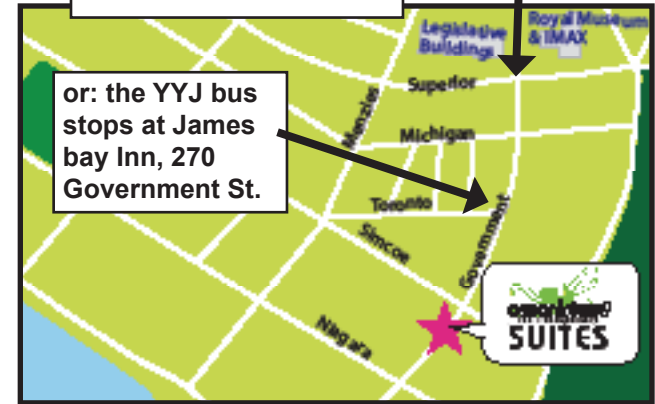 Legislative
Buildings
Royal Museum
& IMAX
or: the YYJ bus
stops at James
bay Inn, 270
Government St.
Superior
Menzies
Michigan
Toronto
Simcoe
Government
Niagara
SUITES